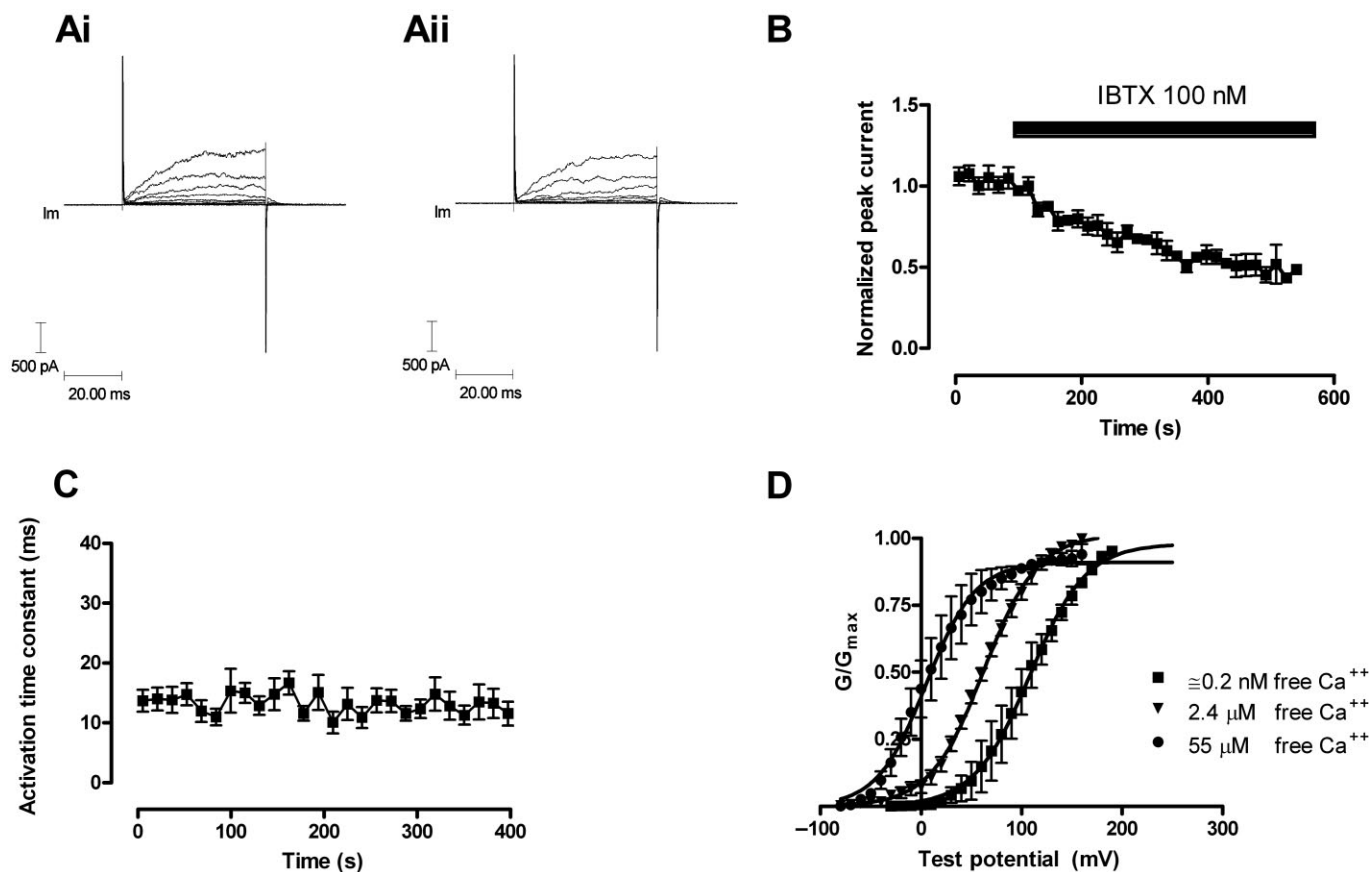 Ai
Aii
B
Im
500 pA
20.00 ms
Im
500 pA
20.00 ms
IBTX 100 nM
Normalized peak current
1.5
1.0
0.5
0.0
0 200 400 600
Time (s)
C
Activation time constant (ms)
40
30
20
10
0
0 100 200 300 400
Time (s)
D
G/Gmax
1.00
0.75
0.50
0.25
≅0.2 nM free Ca++
2.4 µM free Ca++
55 µM free Ca++
–100 0 100 200 300
Test potential (mV)